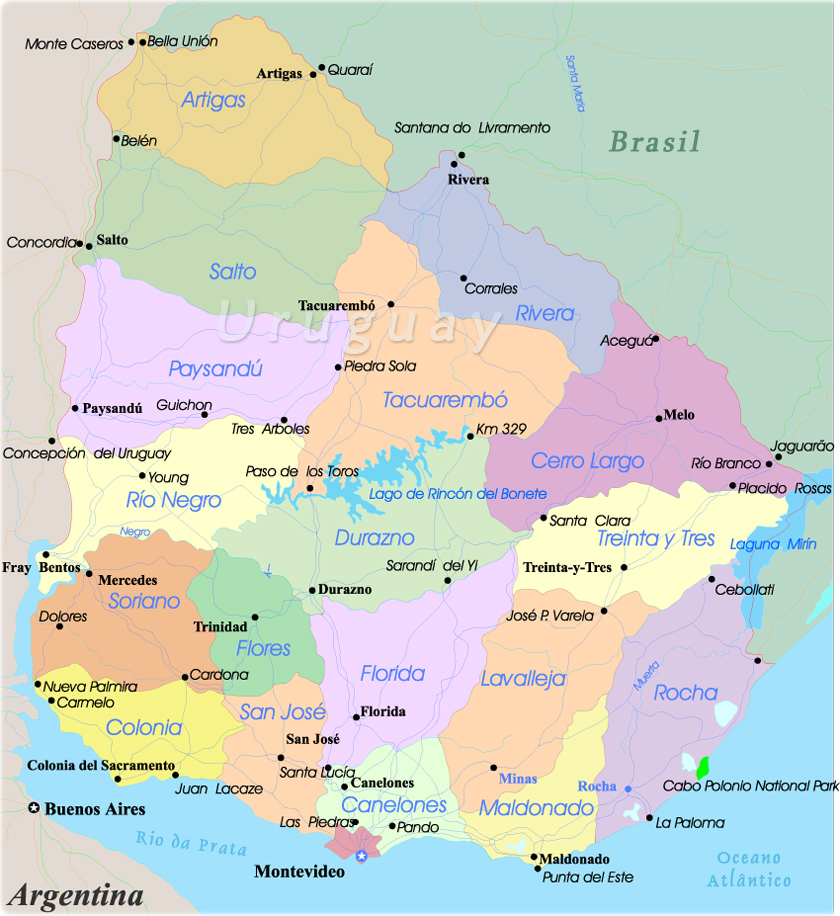 Monte Caseros
Bella Unión
Artigas
Quaraí
Artigas
Santa María
Santana do Livramento
Brasil
Belén
Rivera
Concordia
Salto
Salto
Corrales
Rivera
Tacuarembó
Uruguay
Aceguá
Paysandú
Piedra Sola
Tacuarembó
Paysandú
Guichon
Melo
Tres Arboles
Km 329
Jaguarão
Concepción del Uruguay
Cerro Largo
Río Branco
Young
Paso de los Toros
Placido Rosas
Río Negro
Lago de Rincón del Bonete
Santa Clara
Negro
Durazno
Treinta y Tres
Laguna Mirín
Fray Bentos
Mercedes
Sarandí del YI
Treinta-y-Tres
Durazno
Cebollati
Soriano
Dolores
Trinidad
José P. Varela
Flores
Florida
Lavalleja
Muerta
Rocha
Cardona
Nueva Palmira
Carmelo
San José
Florida
Colonia
San José
Colonia del Sacramento
Santa Lucía
Minas
Rocha
Juan Lacaze
Canelones
Cabo Polonio National Park
Canelones
Maldonado
Buenos Aires
Las Piedras
Pando
La Paloma
Rio da Prata
Montevideo
Maldonado
Punta del Este
Oceano
Atlântico
Argentina